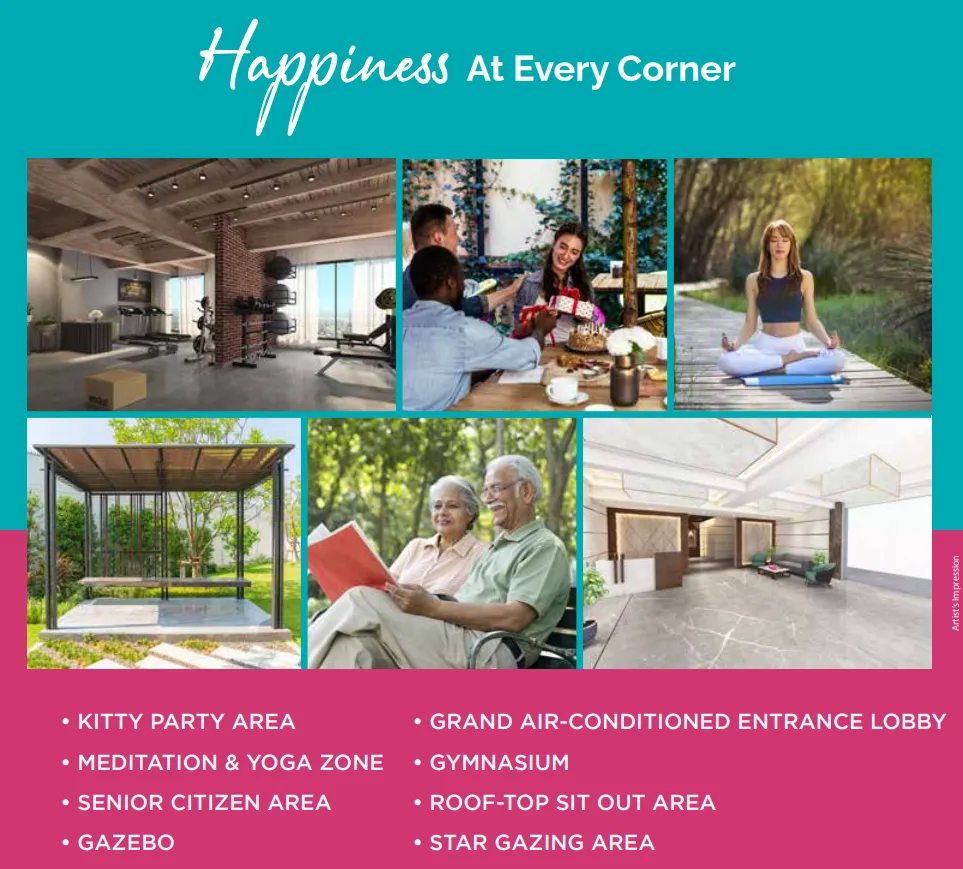 Happiness At Every Corner
Artist's Impression
• KITTY PARTY AREA
• MEDITATION & YOGA ZONE
• SENIOR CITIZEN AREA
• GAZEBO
• GRAND AIR-CONDITIONED ENTRANCE LOBBY
• GYMNASIUM
• ROOF-TOP SIT OUT AREA
• STAR GAZING AREA